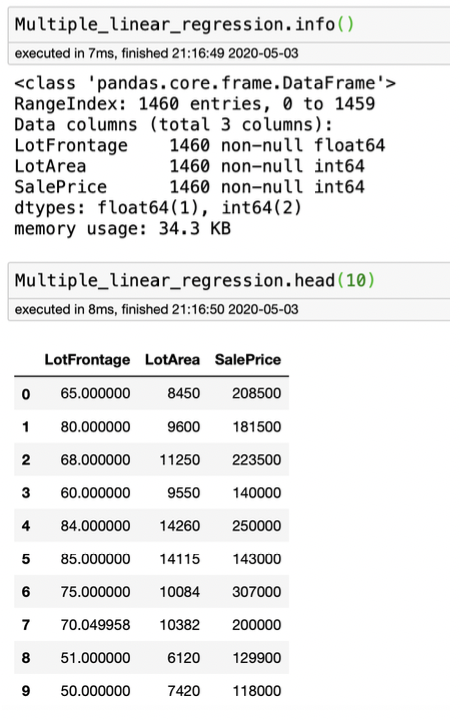 Multiple_linear_regression.info()
executed in 7ms, finished 21:16:49 2020-05-03
<class 'pandas.core.frame.DataFrame'>
RangeIndex: 1460 entries, 0 to 1459
Data columns (total 3 columns):
LotFrontage    1460 non-null float64
LotArea        1460 non-null int64
SalePrice      1460 non-null int64
dtypes: float64(1), int64(2)
memory usage: 34.3 KB
Multiple_linear_regression.head(10)
executed in 8ms, finished 21:16:50 2020-05-03
LotFrontage LotArea SalePrice
0 65.000000 8450 208500
1 80.000000 9600 181500
2 68.000000 11250 223500
3 60.000000 9550 140000
4 84.000000 14260 250000
5 85.000000 14115 143000
6 75.000000 10084 307000
7 70.049958 10382 200000
8 51.000000 6120 129900
9 50.000000 7420 118000